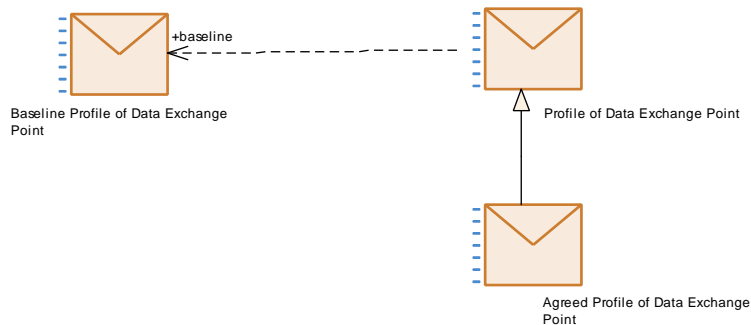 +baseline
Baseline Profile of Data Exchange
Point
Profile of Data Exchange Point
Agreed Profile of Data Exchange
Point